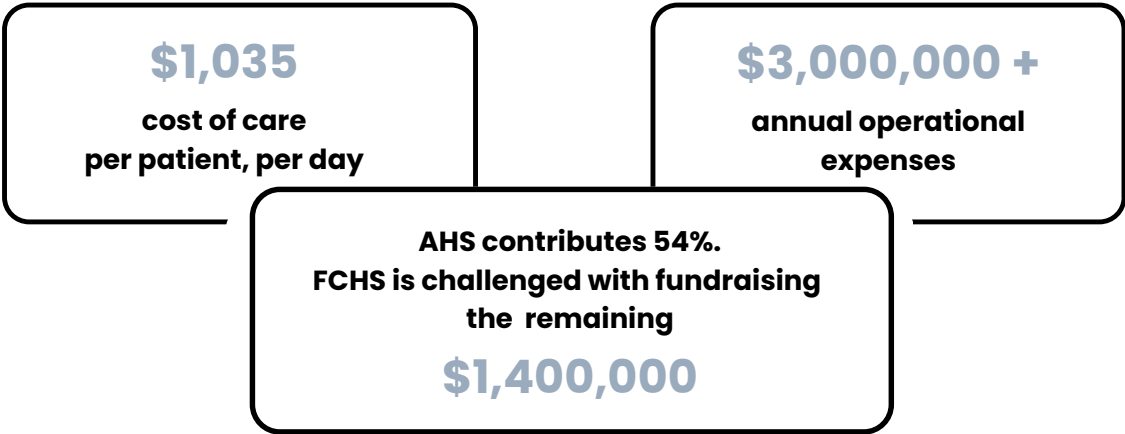 $1,035
cost of care
per patient, per day
$3,000,000 +
annual operational
expenses
AHS contributes 54%.
FCHS is challenged with fundraising
the  remaining
$1,400,000